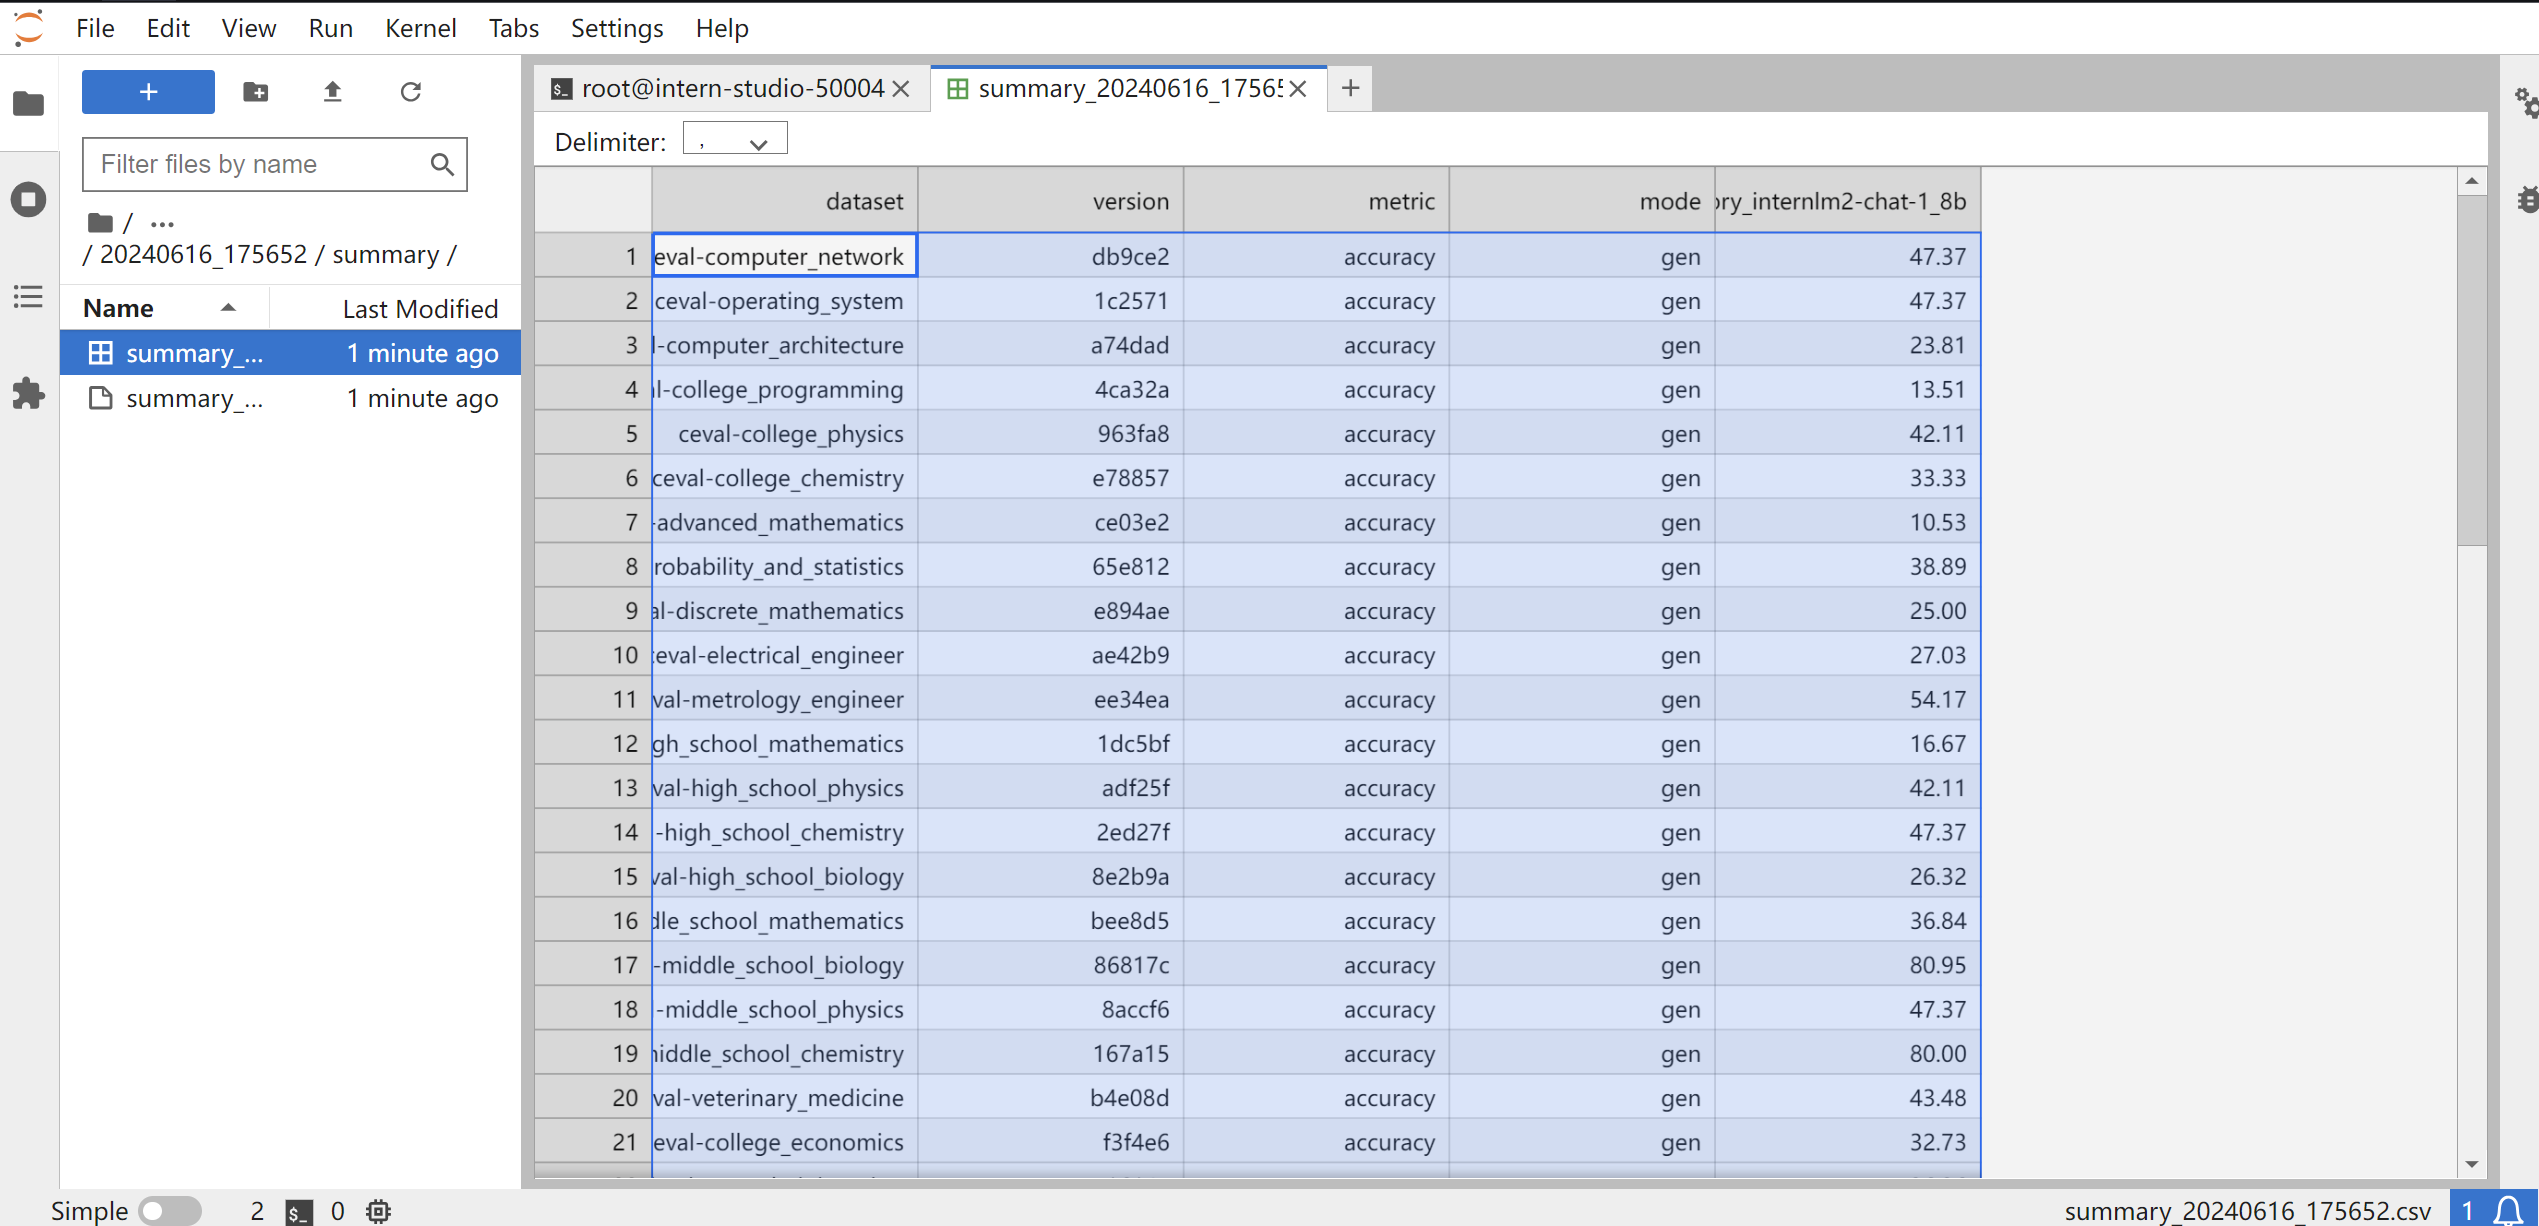 File Edit View Run Kernel Tabs Settings Help
root@intern-studio-50004
summary_20240616_17565
Filter files by name
Delimiter: ,
/ ...
/ 20240616_175652 / summary /
Name Last Modified
summary_... 1 minute ago
summary_... 1 minute ago
dataset version metric mode ory_internlm2-chat-1_8b
1 eval-computer_network db9ce2 accuracy gen 47.37
2 ceval-operating_system 1c2571 accuracy gen 47.37
3 l-computer_architecture a74dad accuracy gen 23.81
4 al-college_programming 4ca32a accuracy gen 13.51
5 ceval-college_physics 963fa8 accuracy gen 42.11
6 ceval-college_chemistry e78857 accuracy gen 33.33
7 -advanced_mathematics ce03e2 accuracy gen 10.53
8 robability_and_statistics 65e812 accuracy gen 38.89
9 al-discrete_mathematics e894ae accuracy gen 25.00
10 ceval-electrical_engineer ae42b9 accuracy gen 27.03
11 val-metrology_engineer ee34ea accuracy gen 54.17
12 gh_school_mathematics 1dc5bf accuracy gen 16.67
13 val-high_school_physics adf25f accuracy gen 42.11
14 -high_school_chemistry 2ed27f accuracy gen 47.37
15 val-high_school_biology 8e2b9a accuracy gen 26.32
16 dle_school_mathematics bee8d5 accuracy gen 36.84
17 -middle_school_biology 86817c accuracy gen 80.95
18 l-middle_school_physics 8accf6 accuracy gen 47.37
19 middle_school_chemistry 167a15 accuracy gen 80.00
20 val-veterinary_medicine b4e08d accuracy gen 43.48
21 eval-college_economics f3f4e6 accuracy gen 32.73
Simple 2 $_ 0
summary_20240616_175652.csv 1